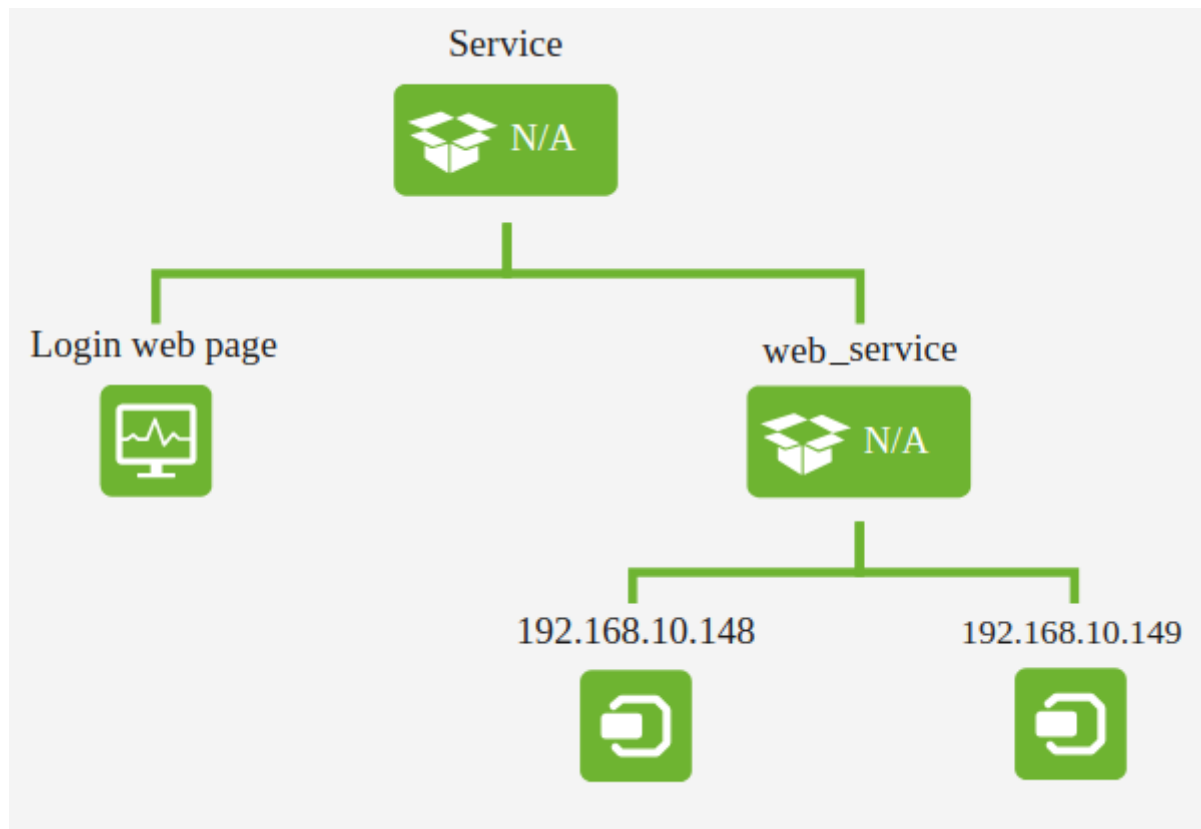 Service
N/A
Login web page
web_service
N/A
192.168.10.148
192.168.10.149